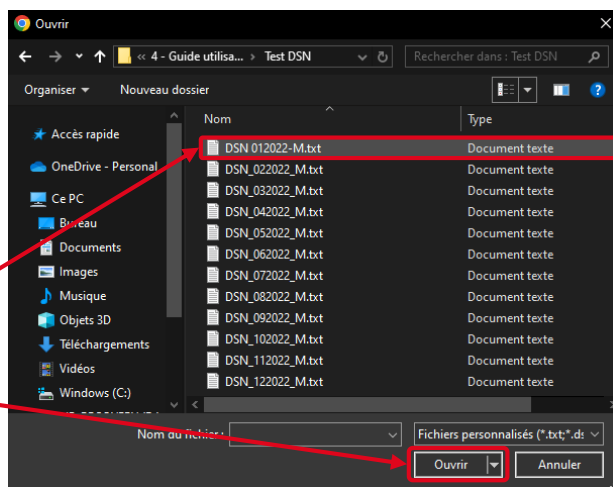 Ouvrir
« 4 - Guide utilisa... > Test DSN
Rechercher dans : Test DSN
Organiser
Nouveau dossier
Nom
Type
Accès rapide
OneDrive - Personal
Ce PC
Bureau
Documents
Images
Musique
Objets 3D
Téléchargements
Vidéos
Windows (C:)
DSN 012022-M.txt Document texte
DSN_022022_M.txt Document texte
DSN_032022_M.txt Document texte
DSN_042022_M.txt Document texte
DSN_052022_M.txt Document texte
DSN_062022_M.txt Document texte
DSN_072022_M.txt Document texte
DSN_082022_M.txt Document texte
DSN_092022_M.txt Document texte
DSN_102022_M.txt Document texte
DSN_112022_M.txt Document texte
DSN_122022_M.txt Document texte
Nom du fichier :
Fichiers personnalisés (*.txt;*.ds
Ouvrir
Annuler